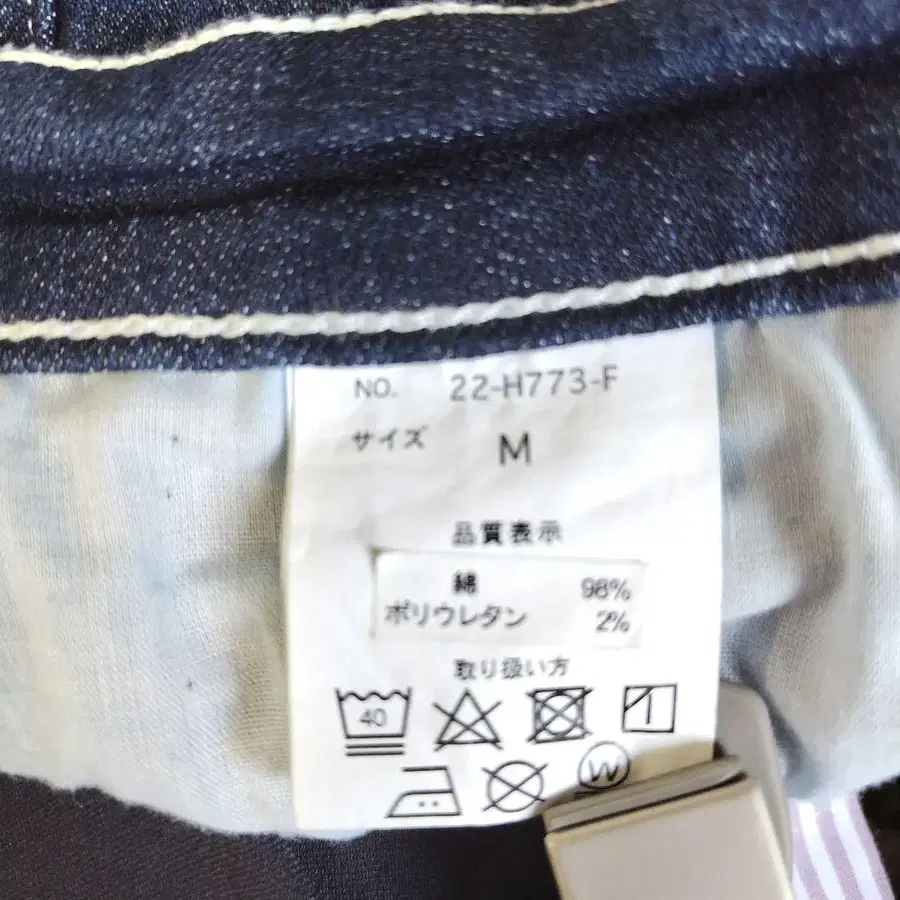 NO. 22-H773-F
サイズ M
品質表示
綿 98%
ポリウレタン 2%
取り扱い方
40
W